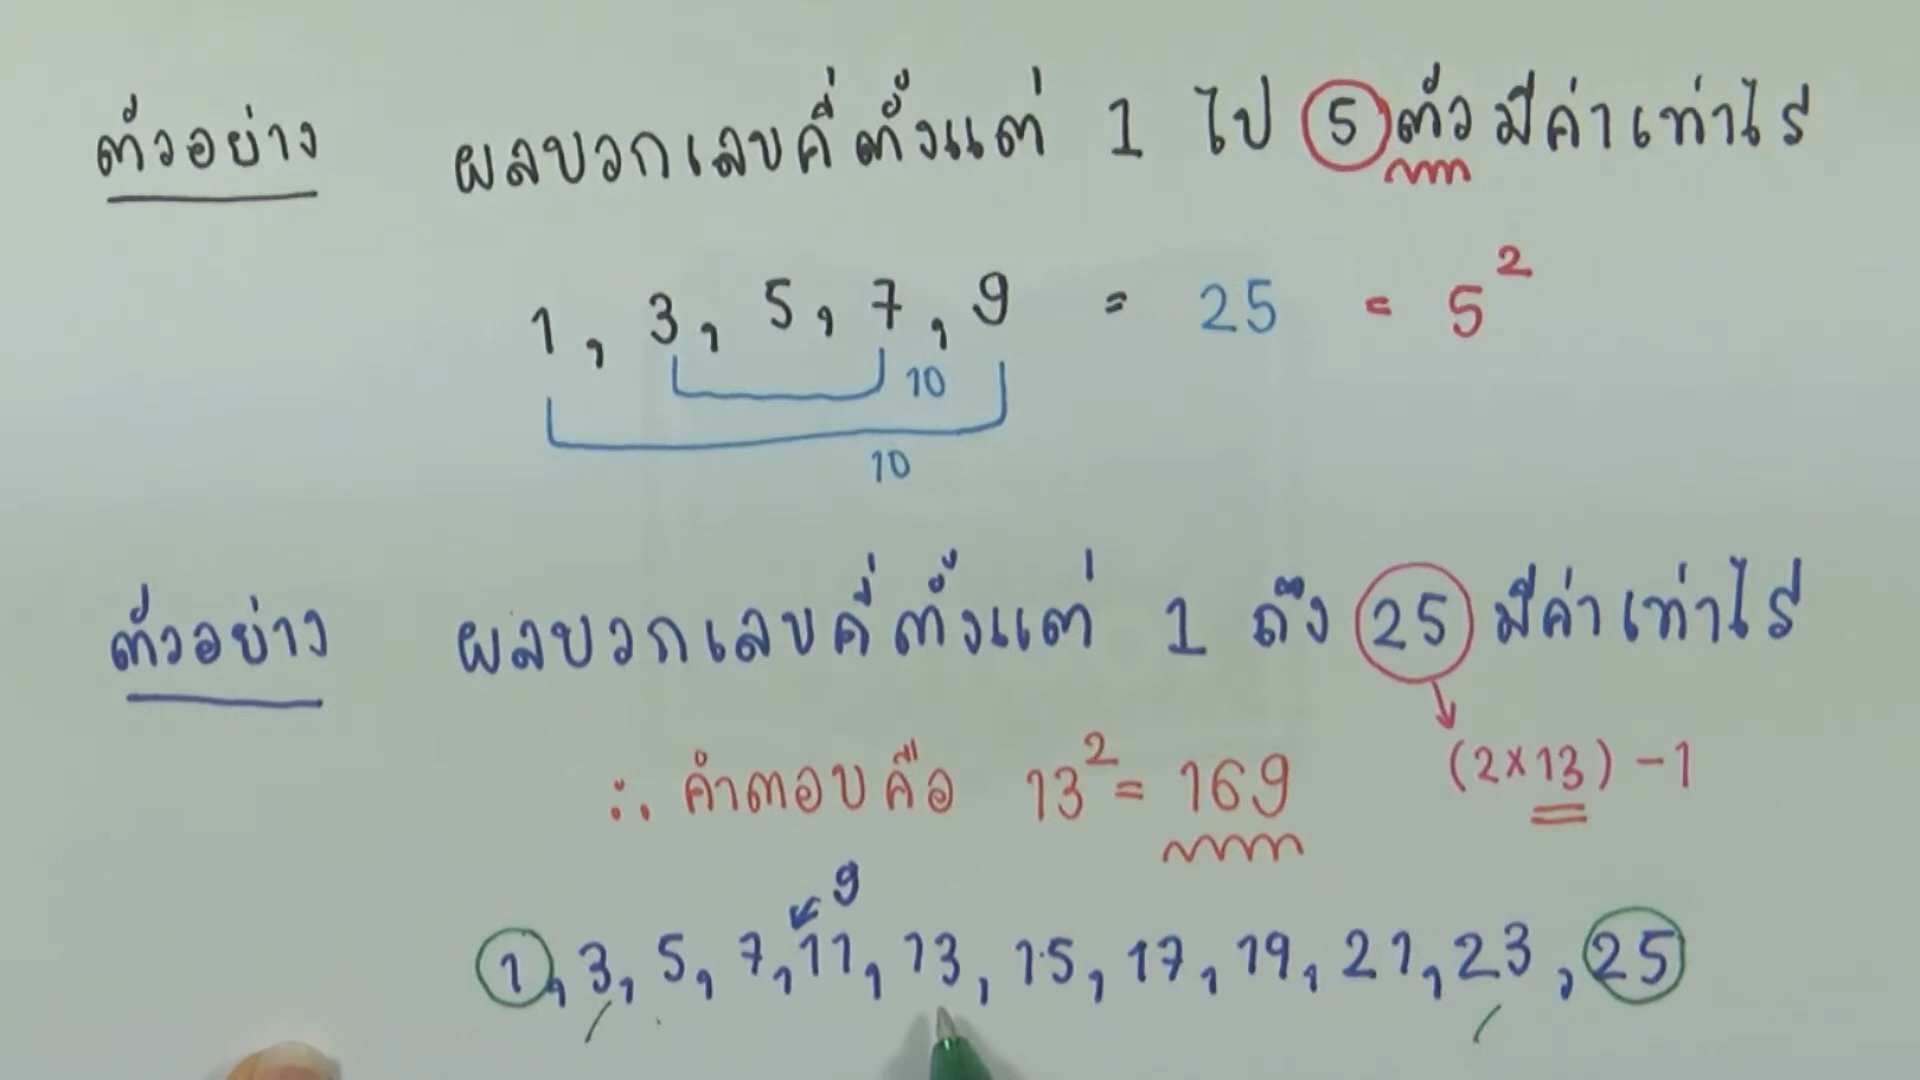 ตัวอย่าง ผลบวกเลขคี่ตั้งแต่ 1 ไป 5 ตัว มีค่าเท่าไร
1, 3, 5, 7, 9 = 25 = 5²
10
10
ตัวอย่าง ผลบวกเลขคี่ตั้งแต่ 1 ถึง 25 มีค่าเท่าไร
∴ คำตอบคือ 13² = 169 (2×13) -1
9
1, 3, 5, 7, 11, 13, 15, 17, 19, 21, 23, 25